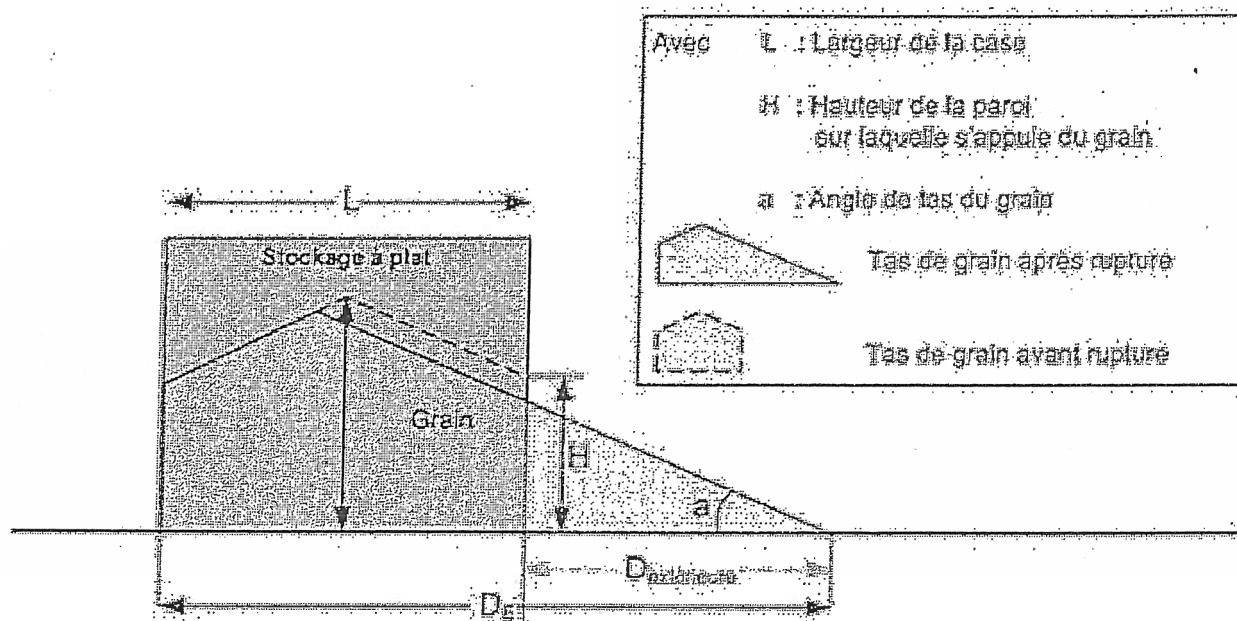 Avec L : Largeur de la case
H : Hauteur de la paroi
sur laquelle s'appuie du grain
a : Angle de tas du grain
Tas de grain après rupture
Tas de grain avant rupture
L
Stockage à plat
Grain
H
a
D extérieure
D